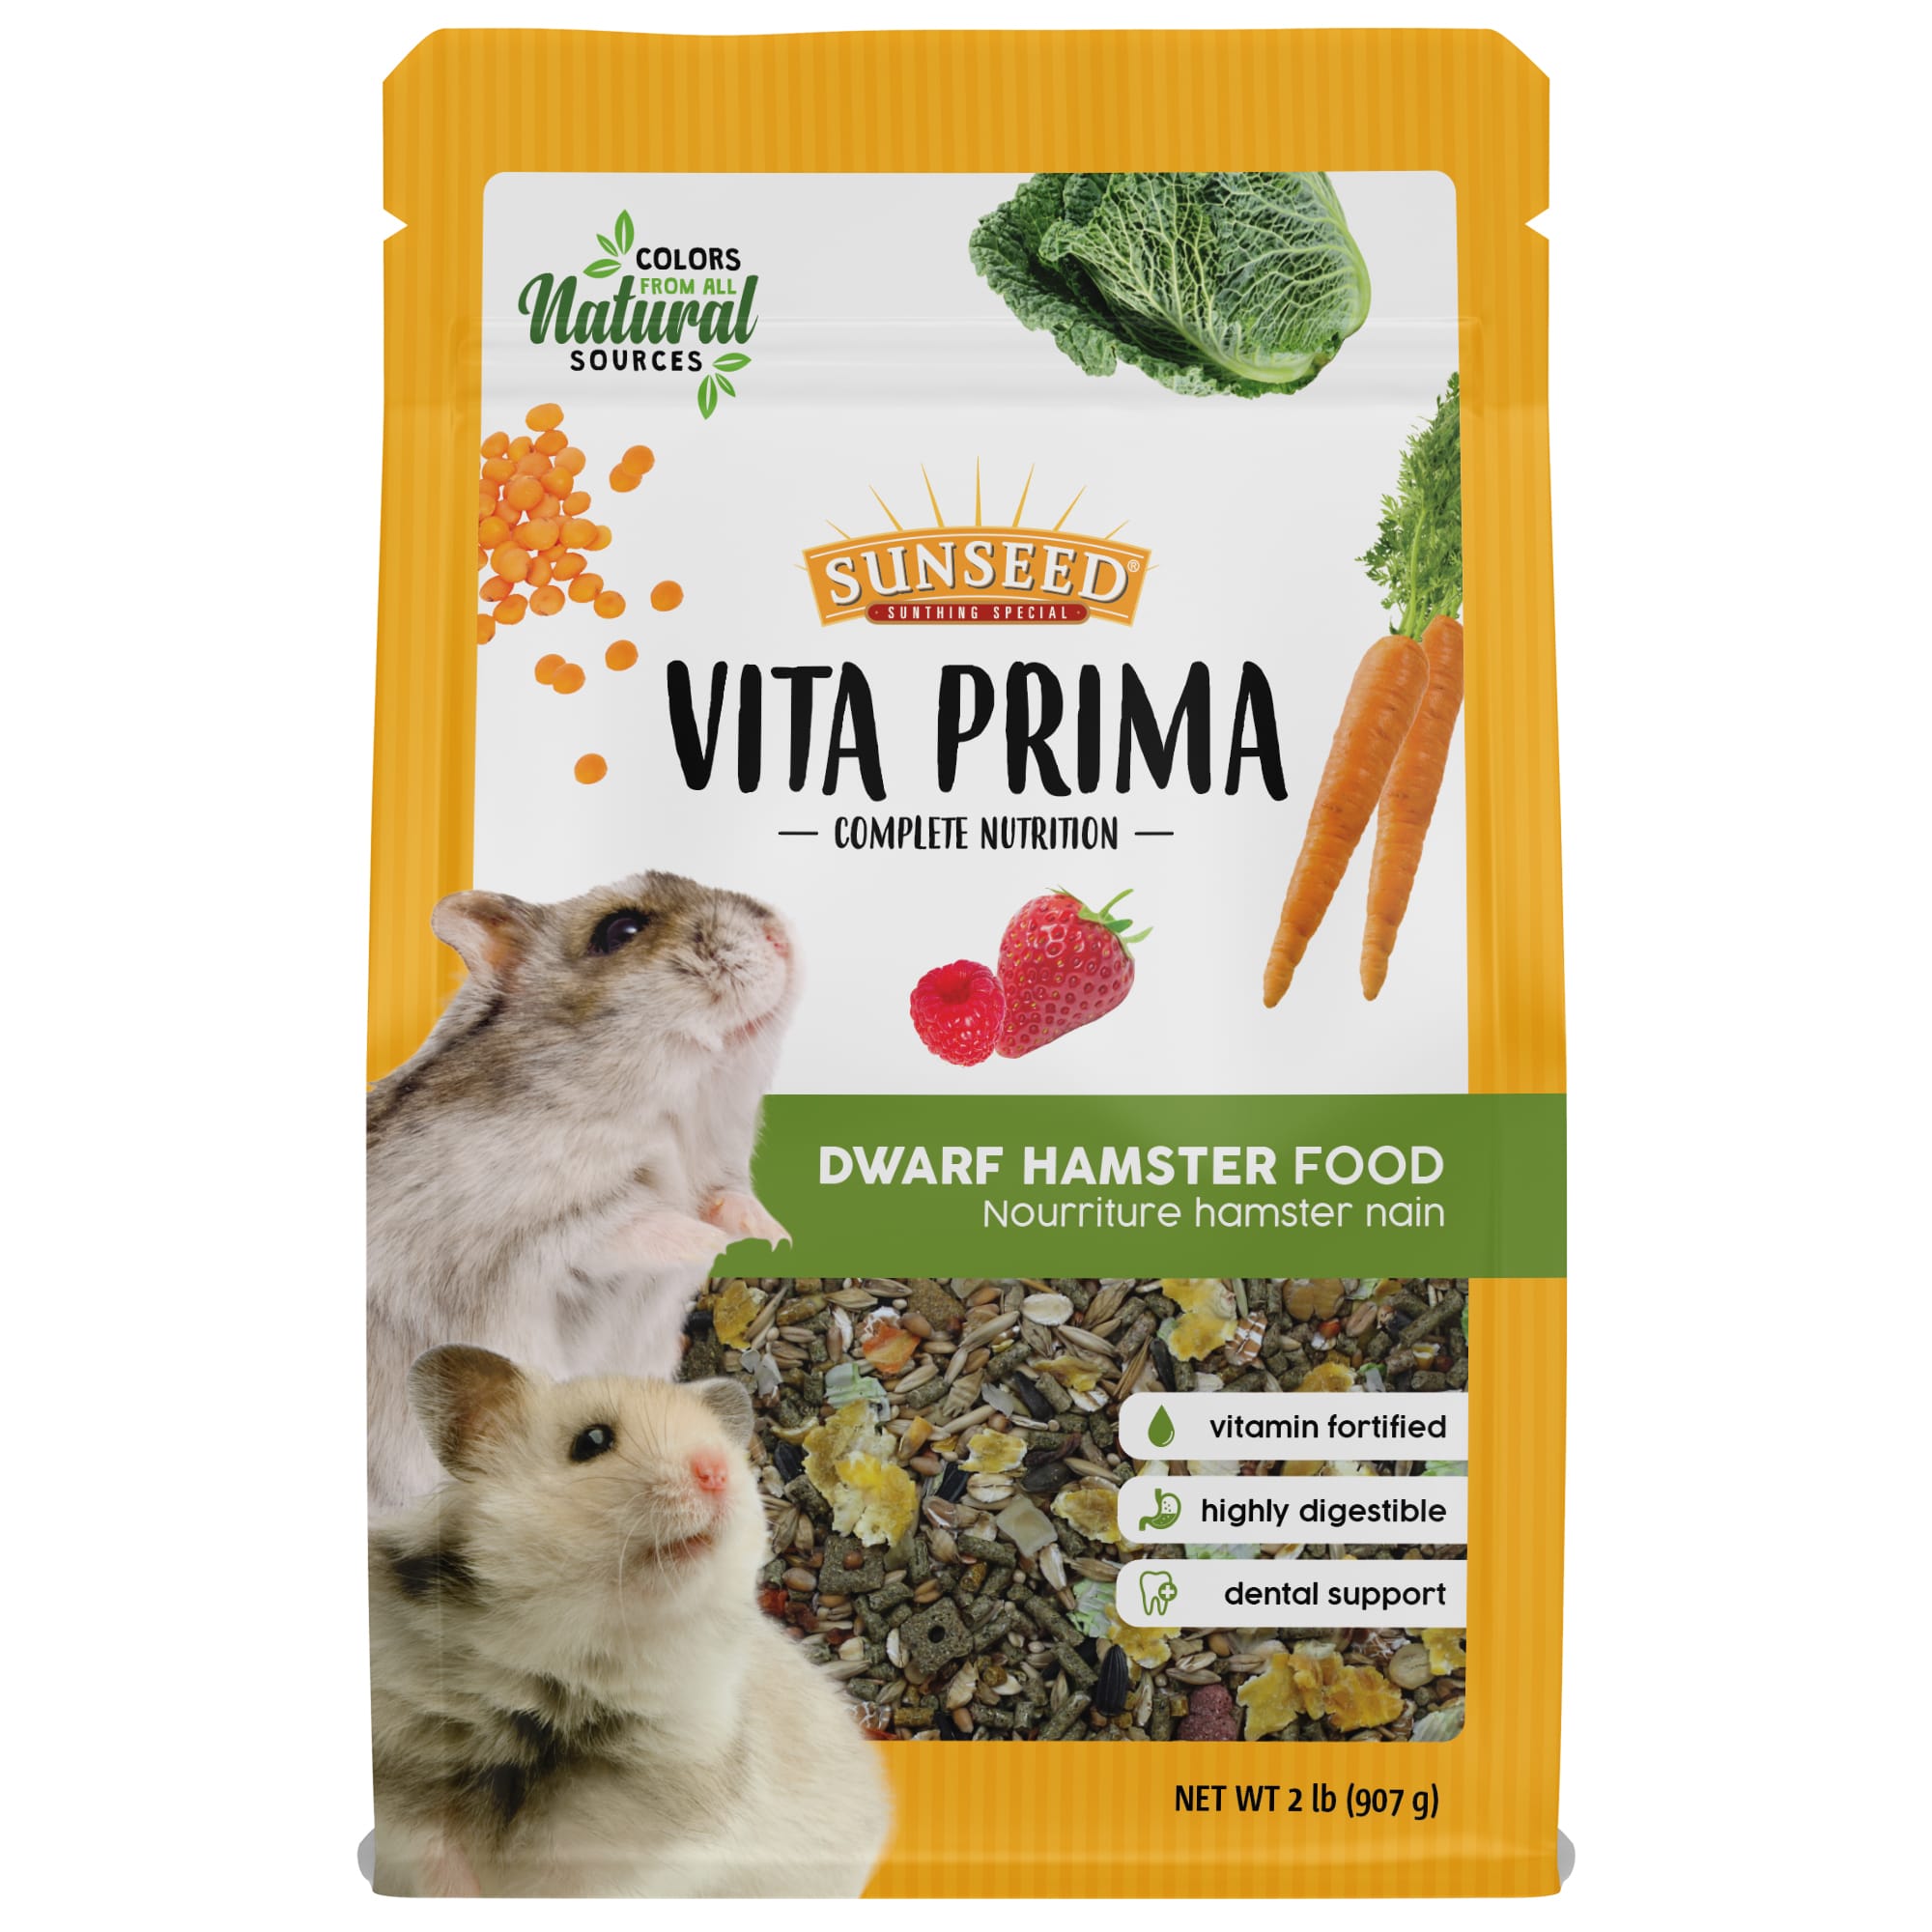 COLORS
FROM ALL
Natural
SOURCES
SUNSEED®
· SUNTHING SPECIAL ·
VITA PRIMA
— COMPLETE NUTRITION —
DWARF HAMSTER FOOD
Nourriture hamster nain
vitamin fortified
highly digestible
dental support
NET WT 2 lb (907 g)